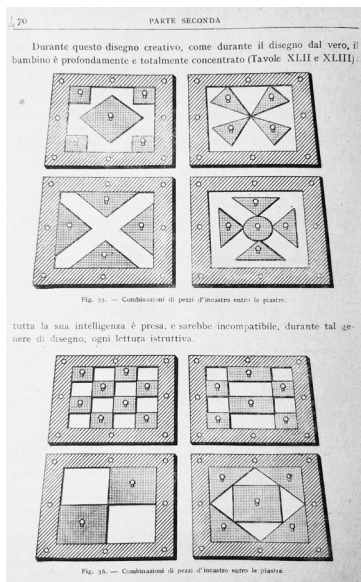 470
PARTE SECONDA
Durante questo disegno creativo, come durante il disegno dal vero, il
bambino è profondamente e totalmente concentrato (Tavole XLII e XLIII):
Fig. 35. — Combinazioni di pezzi d'incastro entro le piastre.
tutta la sua intelligenza è presa, e sarebbe incompatibile, durante tal ge-
nere di disegno, ogni lettura istruttiva.
Fig. 36. — Combinazioni di pezzi d'incastro entro le piastre.